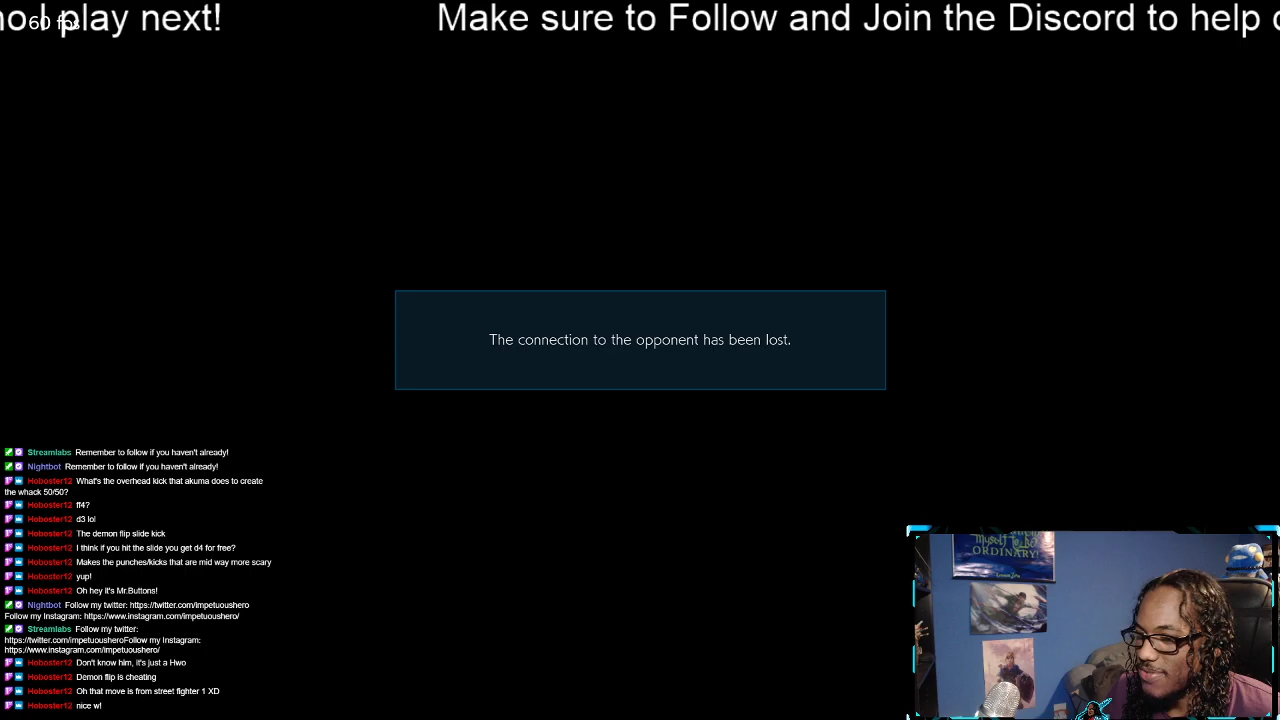 no I play next! Make sure to Follow and Join the Discord to help
60 fps
The connection to the opponent has been lost.
Streamlabs Remember to follow if you haven't already!
Nightbot Remember to follow if you haven't already!
Hoboster12 What's the overhead kick that akuma does to create
the whack 50/50?
Hoboster12 ff4?
Hoboster12 d3 lol
Hoboster12 The demon flip slide kick
Hoboster12 I think if you hit the slide you get d4 for free?
Hoboster12 Makes the punches/kicks that are mid way more scary
Hoboster12 yup!
Hoboster12 Oh hey it's Mr.Buttons!
Nightbot Follow my twitter: https://twitter.com/impetuoushero
Follow my Instagram: https://www.instagram.com/impetuoushero/
Streamlabs Follow my twitter:
https://twitter.com/impetuousheroFollow my Instagram:
https://www.instagram.com/impetuoushero/
Hoboster12 Don't know him, it's just a Hwo
Hoboster12 Demon flip is cheating
Hoboster12 Oh that move is from street fighter 1 XD
Hoboster12 nice w!
myself to be
ORDINARY!